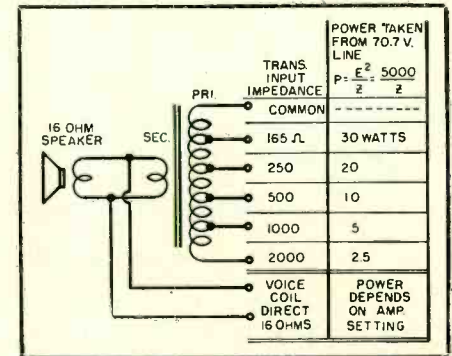 POWER TAKEN
FROM 70.7 V.
LINE
P = E² / Z = 5000 / Z
TRANS.
INPUT
IMPEDANCE
PRI.
SEC.
16 OHM
SPEAKER
COMMON ---------
165 Ω 30 WATTS
250 20
500 10
1000 5
2000 2.5
VOICE
COIL
DIRECT
16 OHMS
POWER
DEPENDS
ON AMP.
SETTING